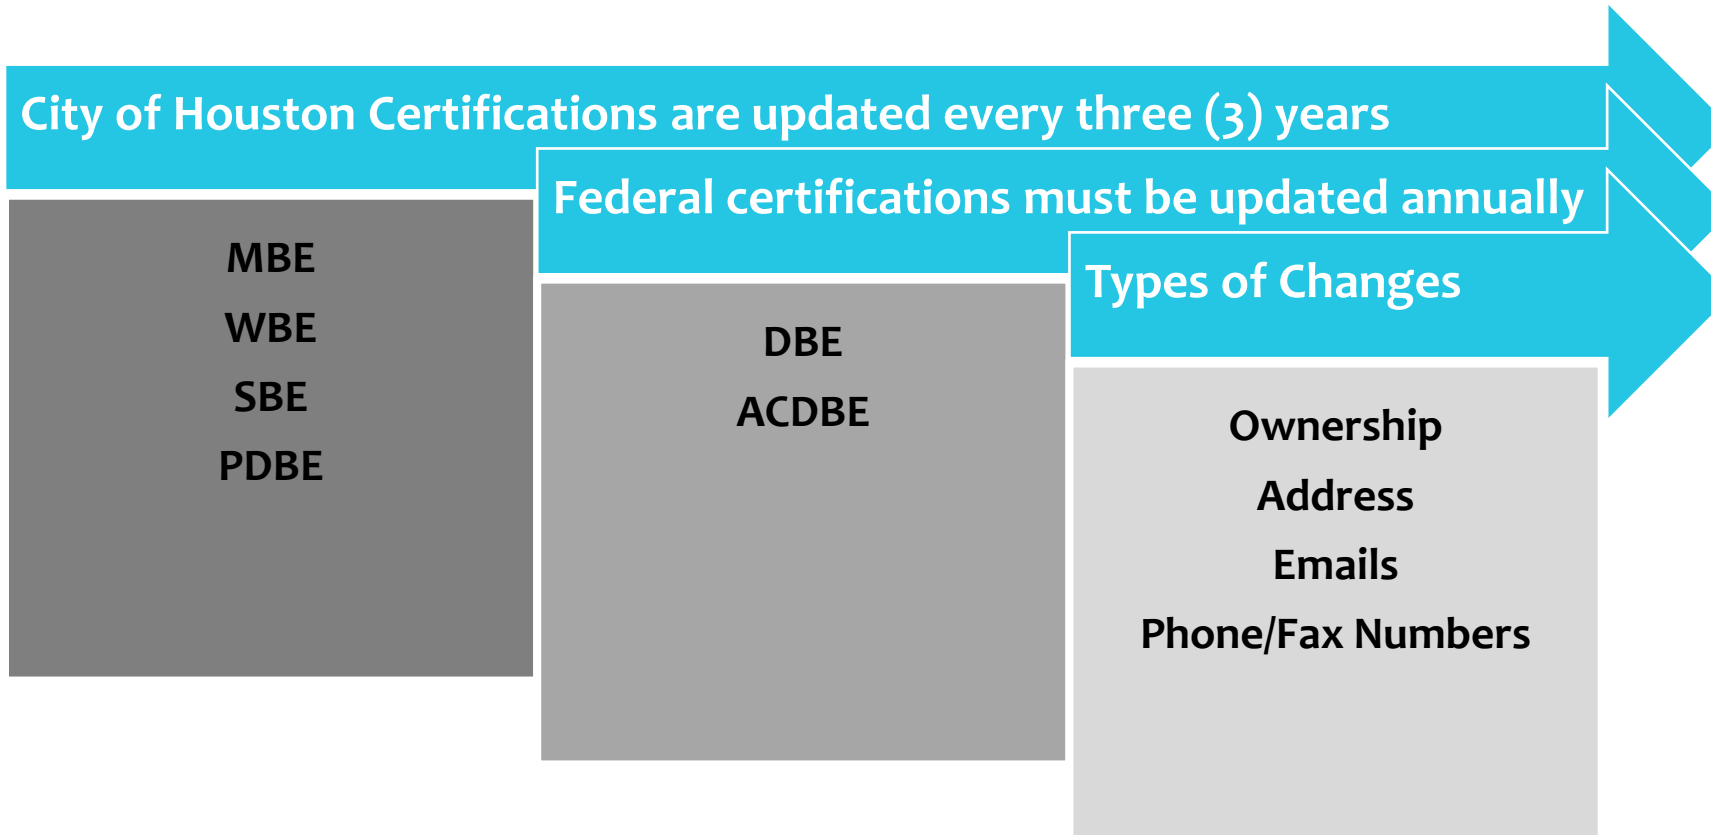 City of Houston Certifications are updated every three (3) years
MBE
WBE
SBE
PDBE
Federal certifications must be updated annually
DBE
ACDBE
Types of Changes
Ownership
Address
Emails
Phone/Fax Numbers